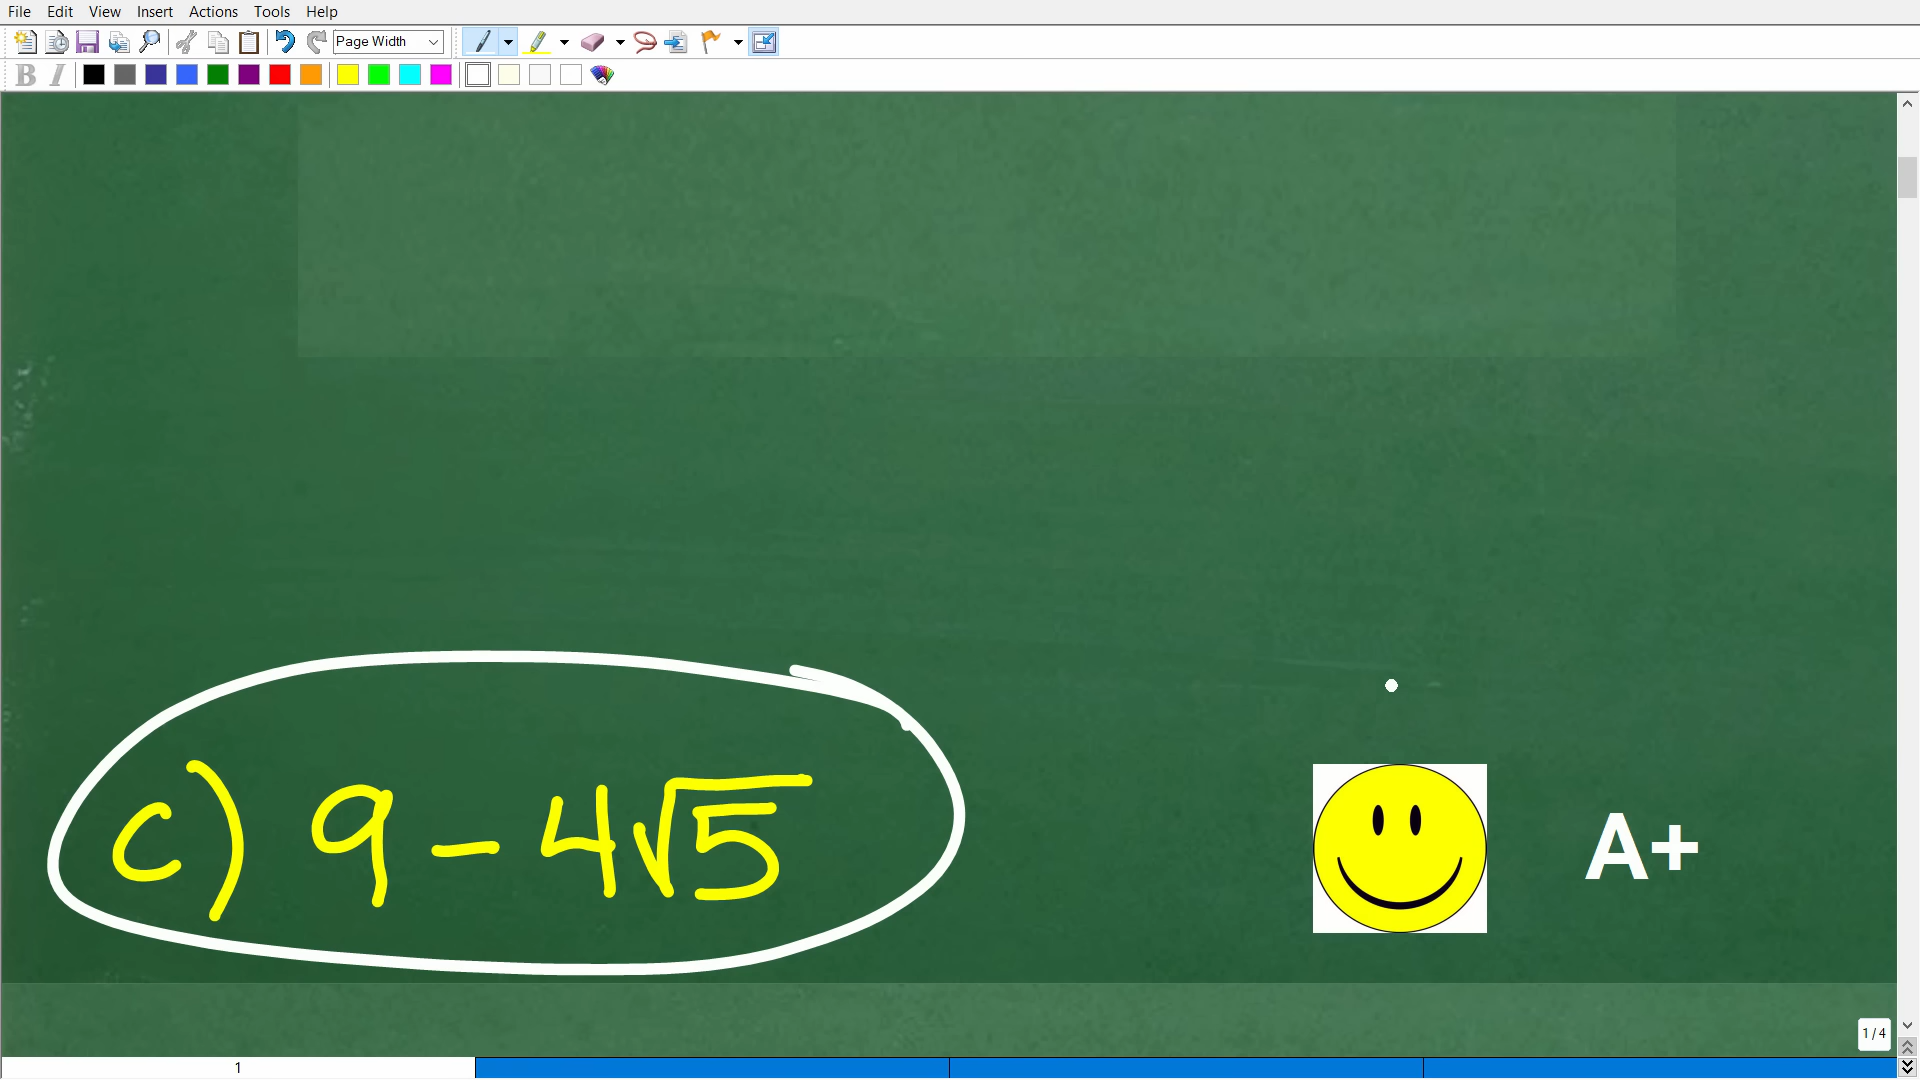 File Edit View Insert Actions Tools Help
Page Width
B I
c) 9 - 4√5
A+
1 / 4
1